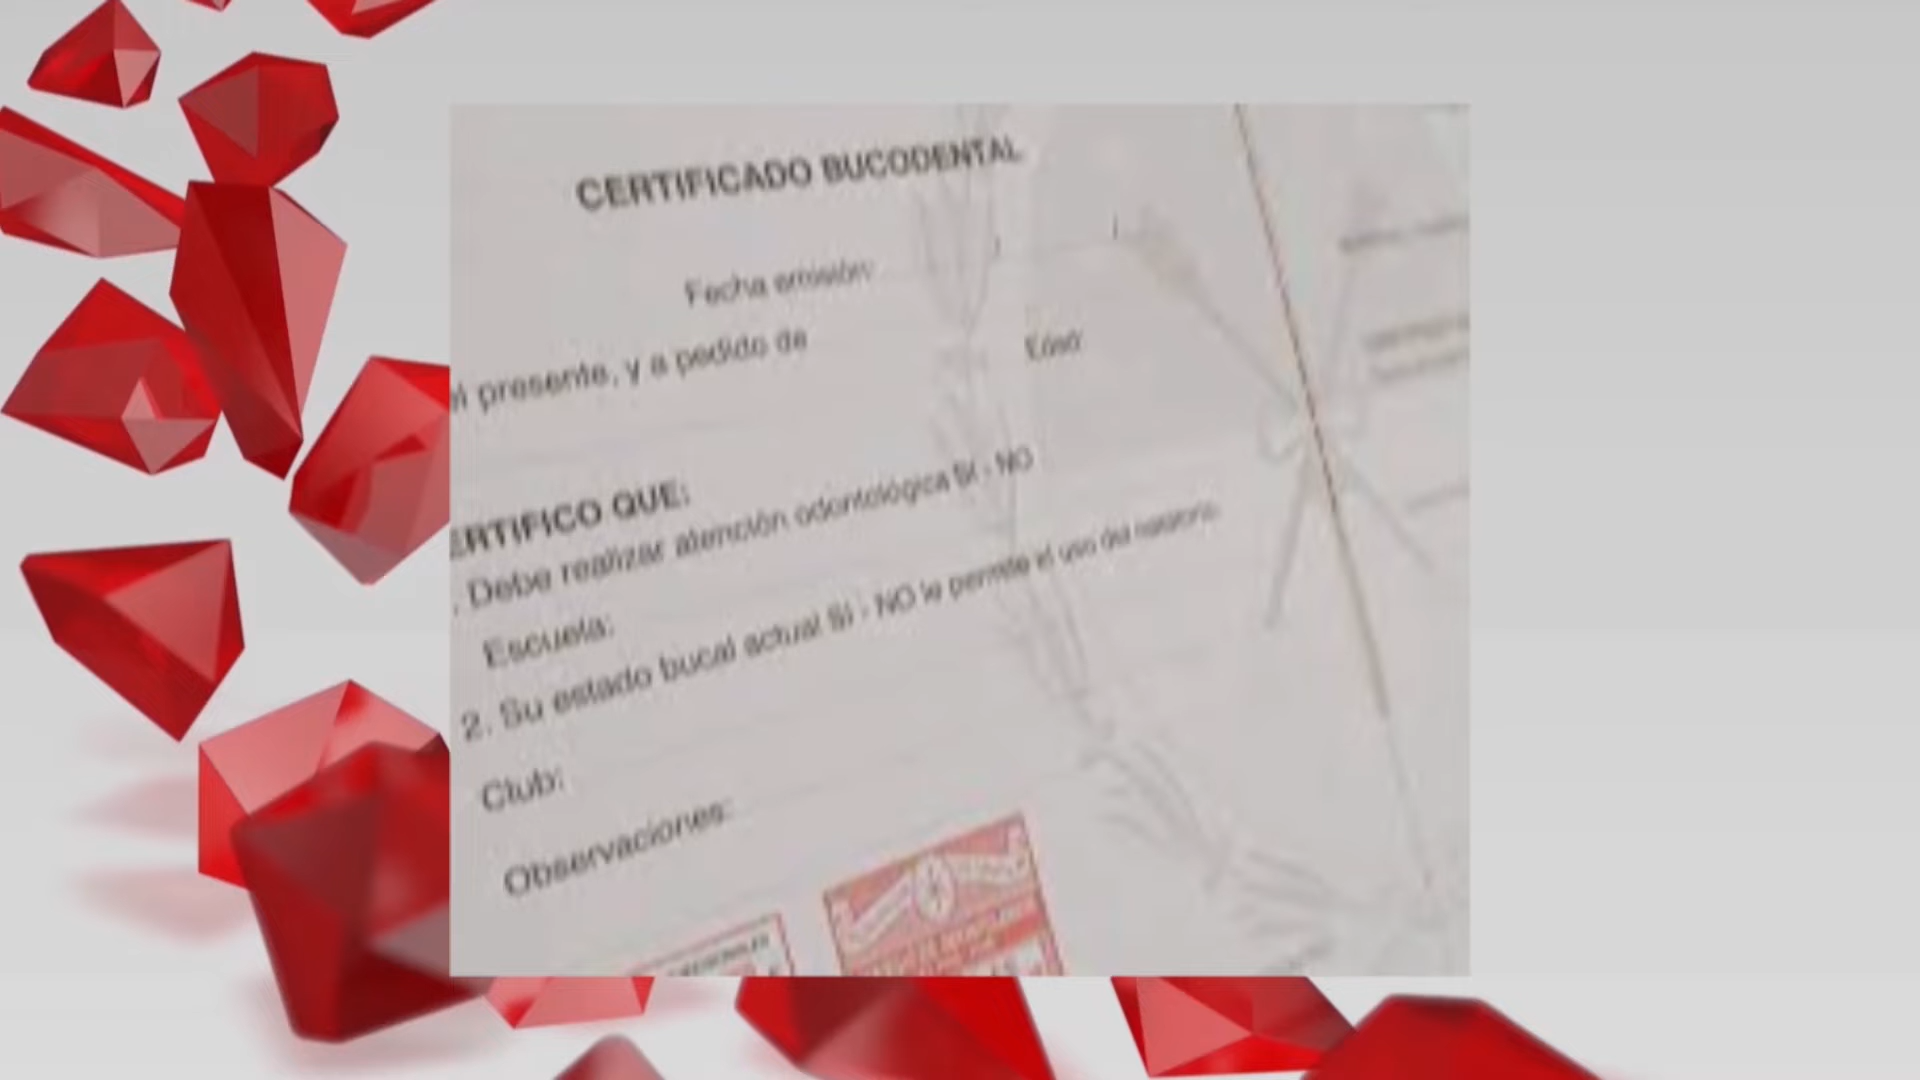 CERTIFICADO BUCODENTAL
Fecha emisión:
el presente, y a pedido de
Edad:
ERTIFICO QUE:
. Debe realizar atención odontológica SI - NO
Escuela:
2. Su estado bucal actual SI - NO le permite el uso del
Club:
Observaciones: